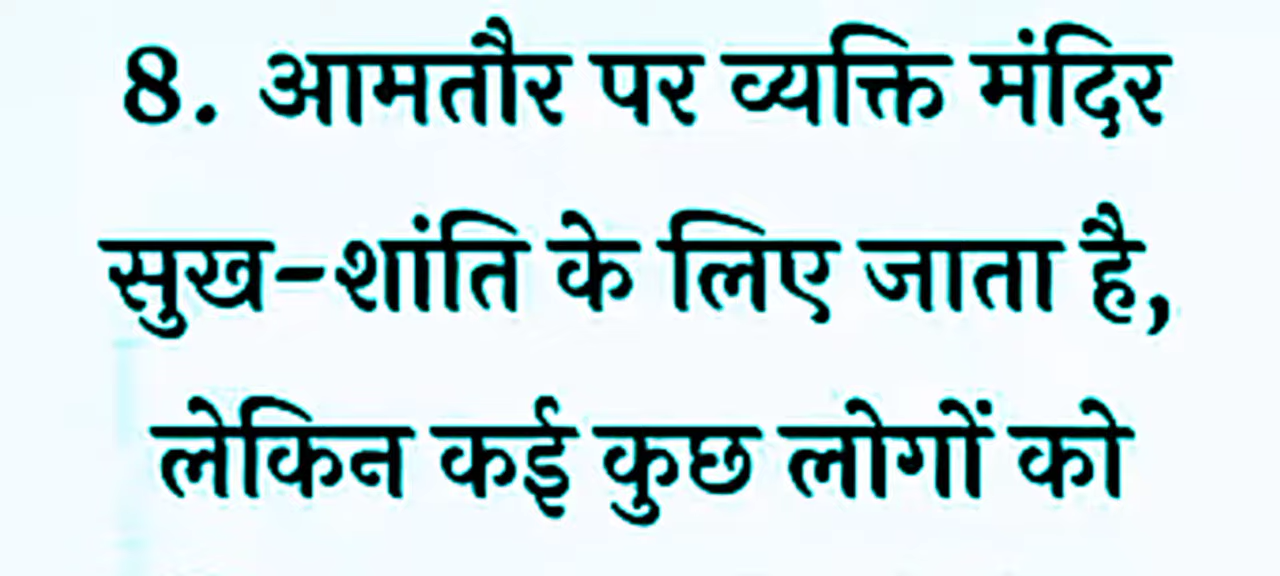 8. आमतौर पर व्यक्ति मंदिर
सुख-शांति के लिए जाता है,
लेकिन कई कुछ लोगों को